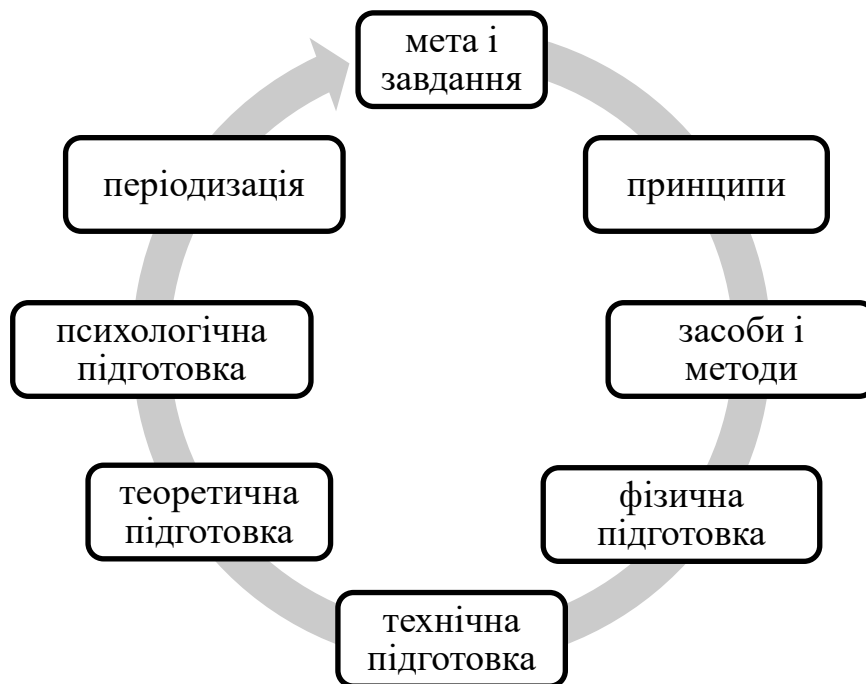 мета і
завдання
принципи
засоби і
методи
фізична
підготовка
технічна
підготовка
теоретична
підготовка
психологічна
підготовка
періодизація